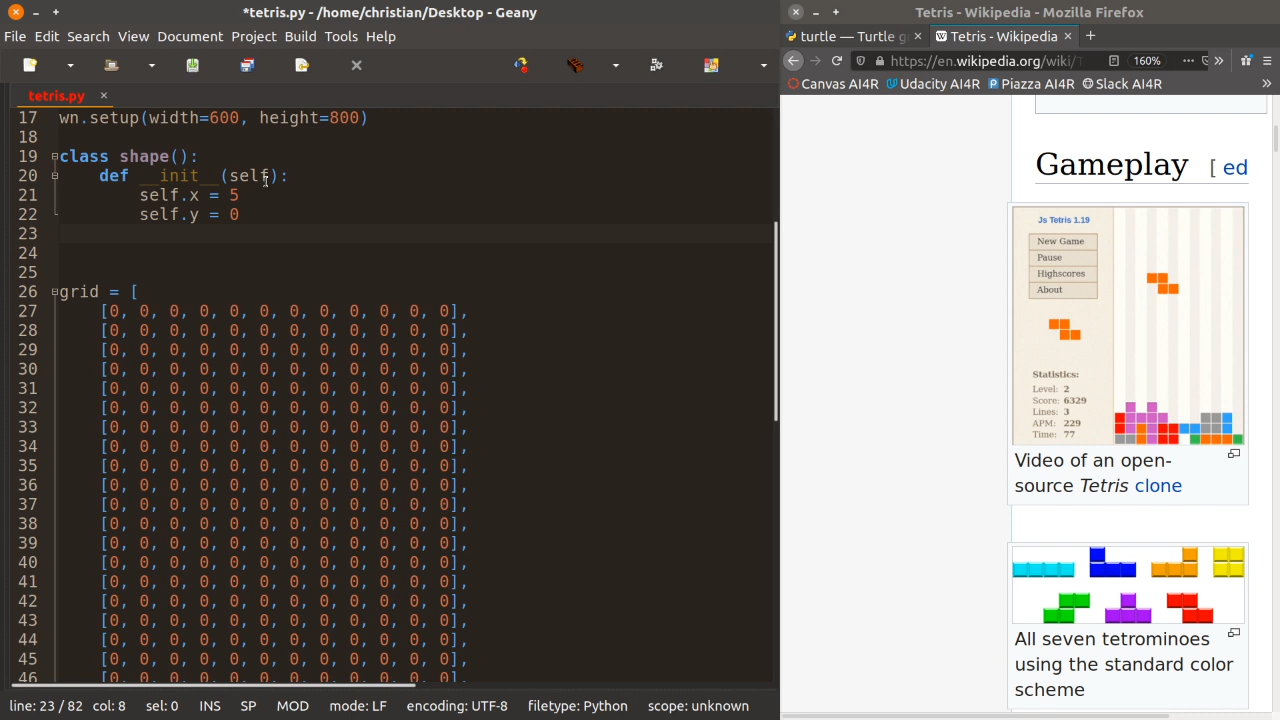 *tetris.py - /home/christian/Desktop - Geany
File Edit Search View Document Project Build Tools Help
tetris.py ×
17 wn.setup(width=600, height=800)
18
19 class shape():
20     def __init__(self):
21         self.x = 5
22         self.y = 0
23
24
25
26 grid = [
27     [0, 0, 0, 0, 0, 0, 0, 0, 0, 0, 0, 0],
28     [0, 0, 0, 0, 0, 0, 0, 0, 0, 0, 0, 0],
29     [0, 0, 0, 0, 0, 0, 0, 0, 0, 0, 0, 0],
30     [0, 0, 0, 0, 0, 0, 0, 0, 0, 0, 0, 0],
31     [0, 0, 0, 0, 0, 0, 0, 0, 0, 0, 0, 0],
32     [0, 0, 0, 0, 0, 0, 0, 0, 0, 0, 0, 0],
33     [0, 0, 0, 0, 0, 0, 0, 0, 0, 0, 0, 0],
34     [0, 0, 0, 0, 0, 0, 0, 0, 0, 0, 0, 0],
35     [0, 0, 0, 0, 0, 0, 0, 0, 0, 0, 0, 0],
36     [0, 0, 0, 0, 0, 0, 0, 0, 0, 0, 0, 0],
37     [0, 0, 0, 0, 0, 0, 0, 0, 0, 0, 0, 0],
38     [0, 0, 0, 0, 0, 0, 0, 0, 0, 0, 0, 0],
39     [0, 0, 0, 0, 0, 0, 0, 0, 0, 0, 0, 0],
40     [0, 0, 0, 0, 0, 0, 0, 0, 0, 0, 0, 0],
41     [0, 0, 0, 0, 0, 0, 0, 0, 0, 0, 0, 0],
42     [0, 0, 0, 0, 0, 0, 0, 0, 0, 0, 0, 0],
43     [0, 0, 0, 0, 0, 0, 0, 0, 0, 0, 0, 0],
44     [0, 0, 0, 0, 0, 0, 0, 0, 0, 0, 0, 0],
45     [0, 0, 0, 0, 0, 0, 0, 0, 0, 0, 0, 0],
46     [0, 0, 0, 0, 0, 0, 0, 0, 0, 0, 0, 0],
line: 23 / 82 col: 8 sel: 0 INS SP MOD mode: LF encoding: UTF-8 filetype: Python scope: unknown
Tetris - Wikipedia - Mozilla Firefox
turtle — Turtle g × Tetris - Wikipedia × +
https://en.wikipedia.org/wiki/ 160%
Canvas AI4R Udacity AI4R Piazza AI4R Slack AI4R »
Gameplay [ ed
Js Tetris 1.19
New Game
Pause
Highscores
About
Statistics:
Level: 2
Score: 6329
Lines: 3
APM: 229
Time: 77
Video of an open-
source Tetris clone
All seven tetrominoes
using the standard color
scheme